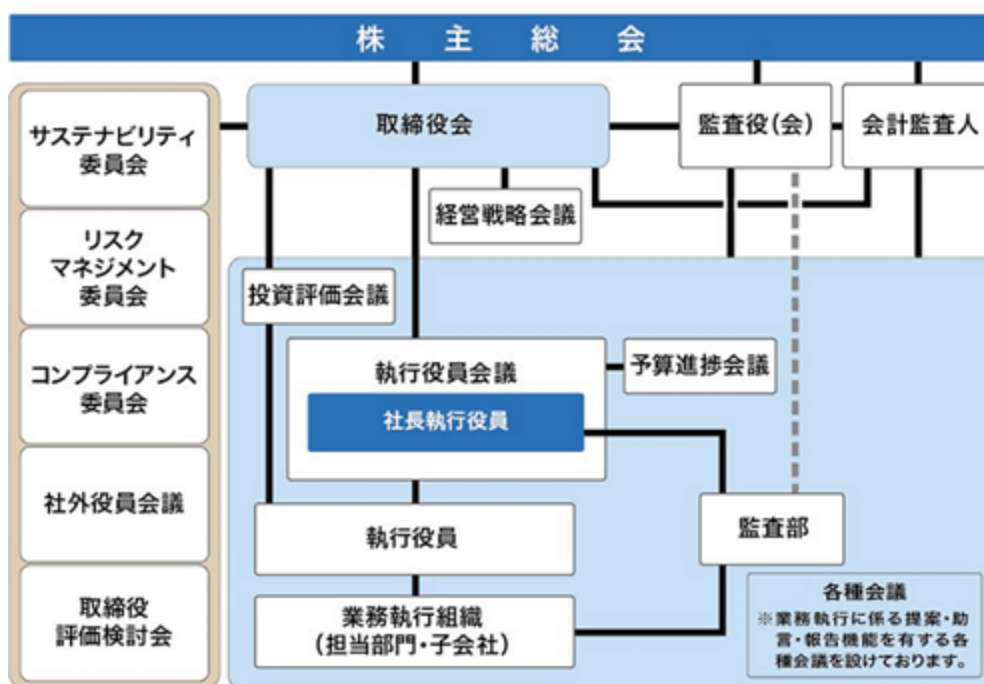 株主総会
サステナビリティ
委員会
リスク
マネジメント
委員会
コンプライアンス
委員会
社外役員会議
取締役
評価検討会
取締役会
監査役(会)
会計監査人
経営戦略会議
投資評価会議
執行役員会議
社長執行役員
予算進捗会議
執行役員
監査部
業務執行組織
(担当部門・子会社)
各種会議
※業務執行に係る提案・助
言・報告機能を有する各
種会議を設けております。